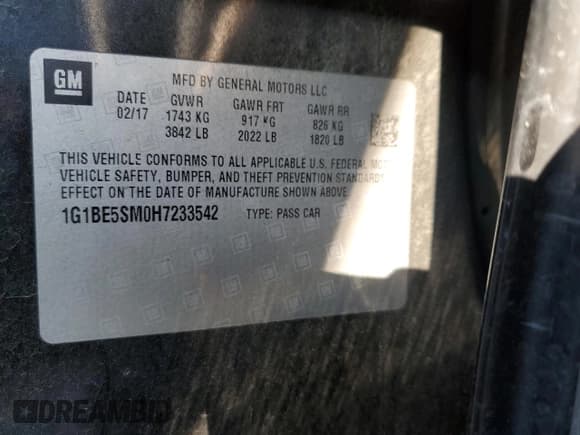 GM
MFD BY GENERAL MOTORS LLC
DATE GVWR GAWR FRT GAWR RR
02/17 1743 KG 917 KG 826 KG
3842 LB 2022 LB 1820 LB
THIS VEHICLE CONFORMS TO ALL APPLICABLE U.S. FEDERAL MOT
VEHICLE SAFETY, BUMPER, AND THEFT PREVENTION STANDARDS
EFFECT ON THE DATE OF MANUFACTURE SHOWN ABOVE.
1G1BE5SM0H7233542 TYPE: PASS CAR
DREAMBID